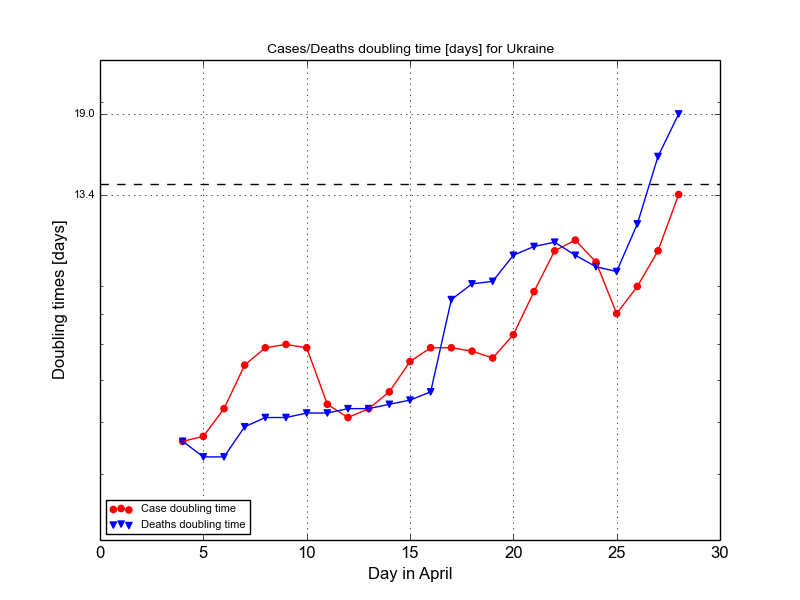 Cases/Deaths doubling time [days] for Ukraine
19.0
13.4
Doubling times [days]
Case doubling time
Deaths doubling time
0 5 10 15 20 25 30
Day in April